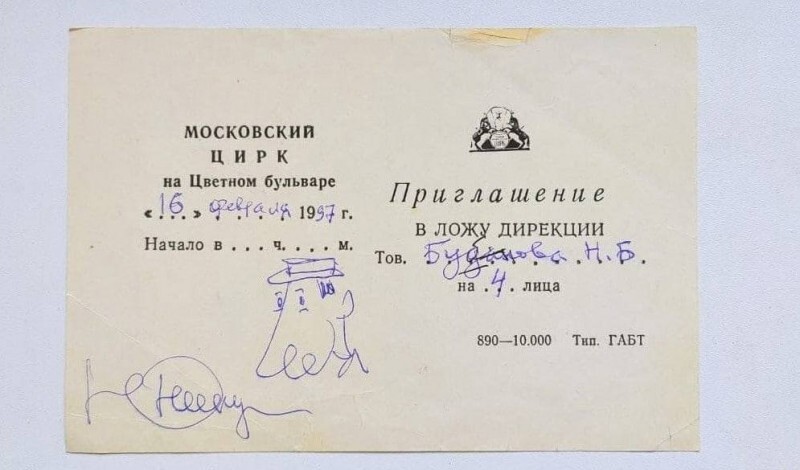 МОСКОВСКИЙ
ЦИРК
на Цветном бульваре
«16» февраля 1997 г.
Начало в . . . ч. . . . м.
Приглашение
В ЛОЖУ ДИРЕКЦИИ
Тов. Н. Б.
на 4 лица
890—10.000 Тип. ГАБТ